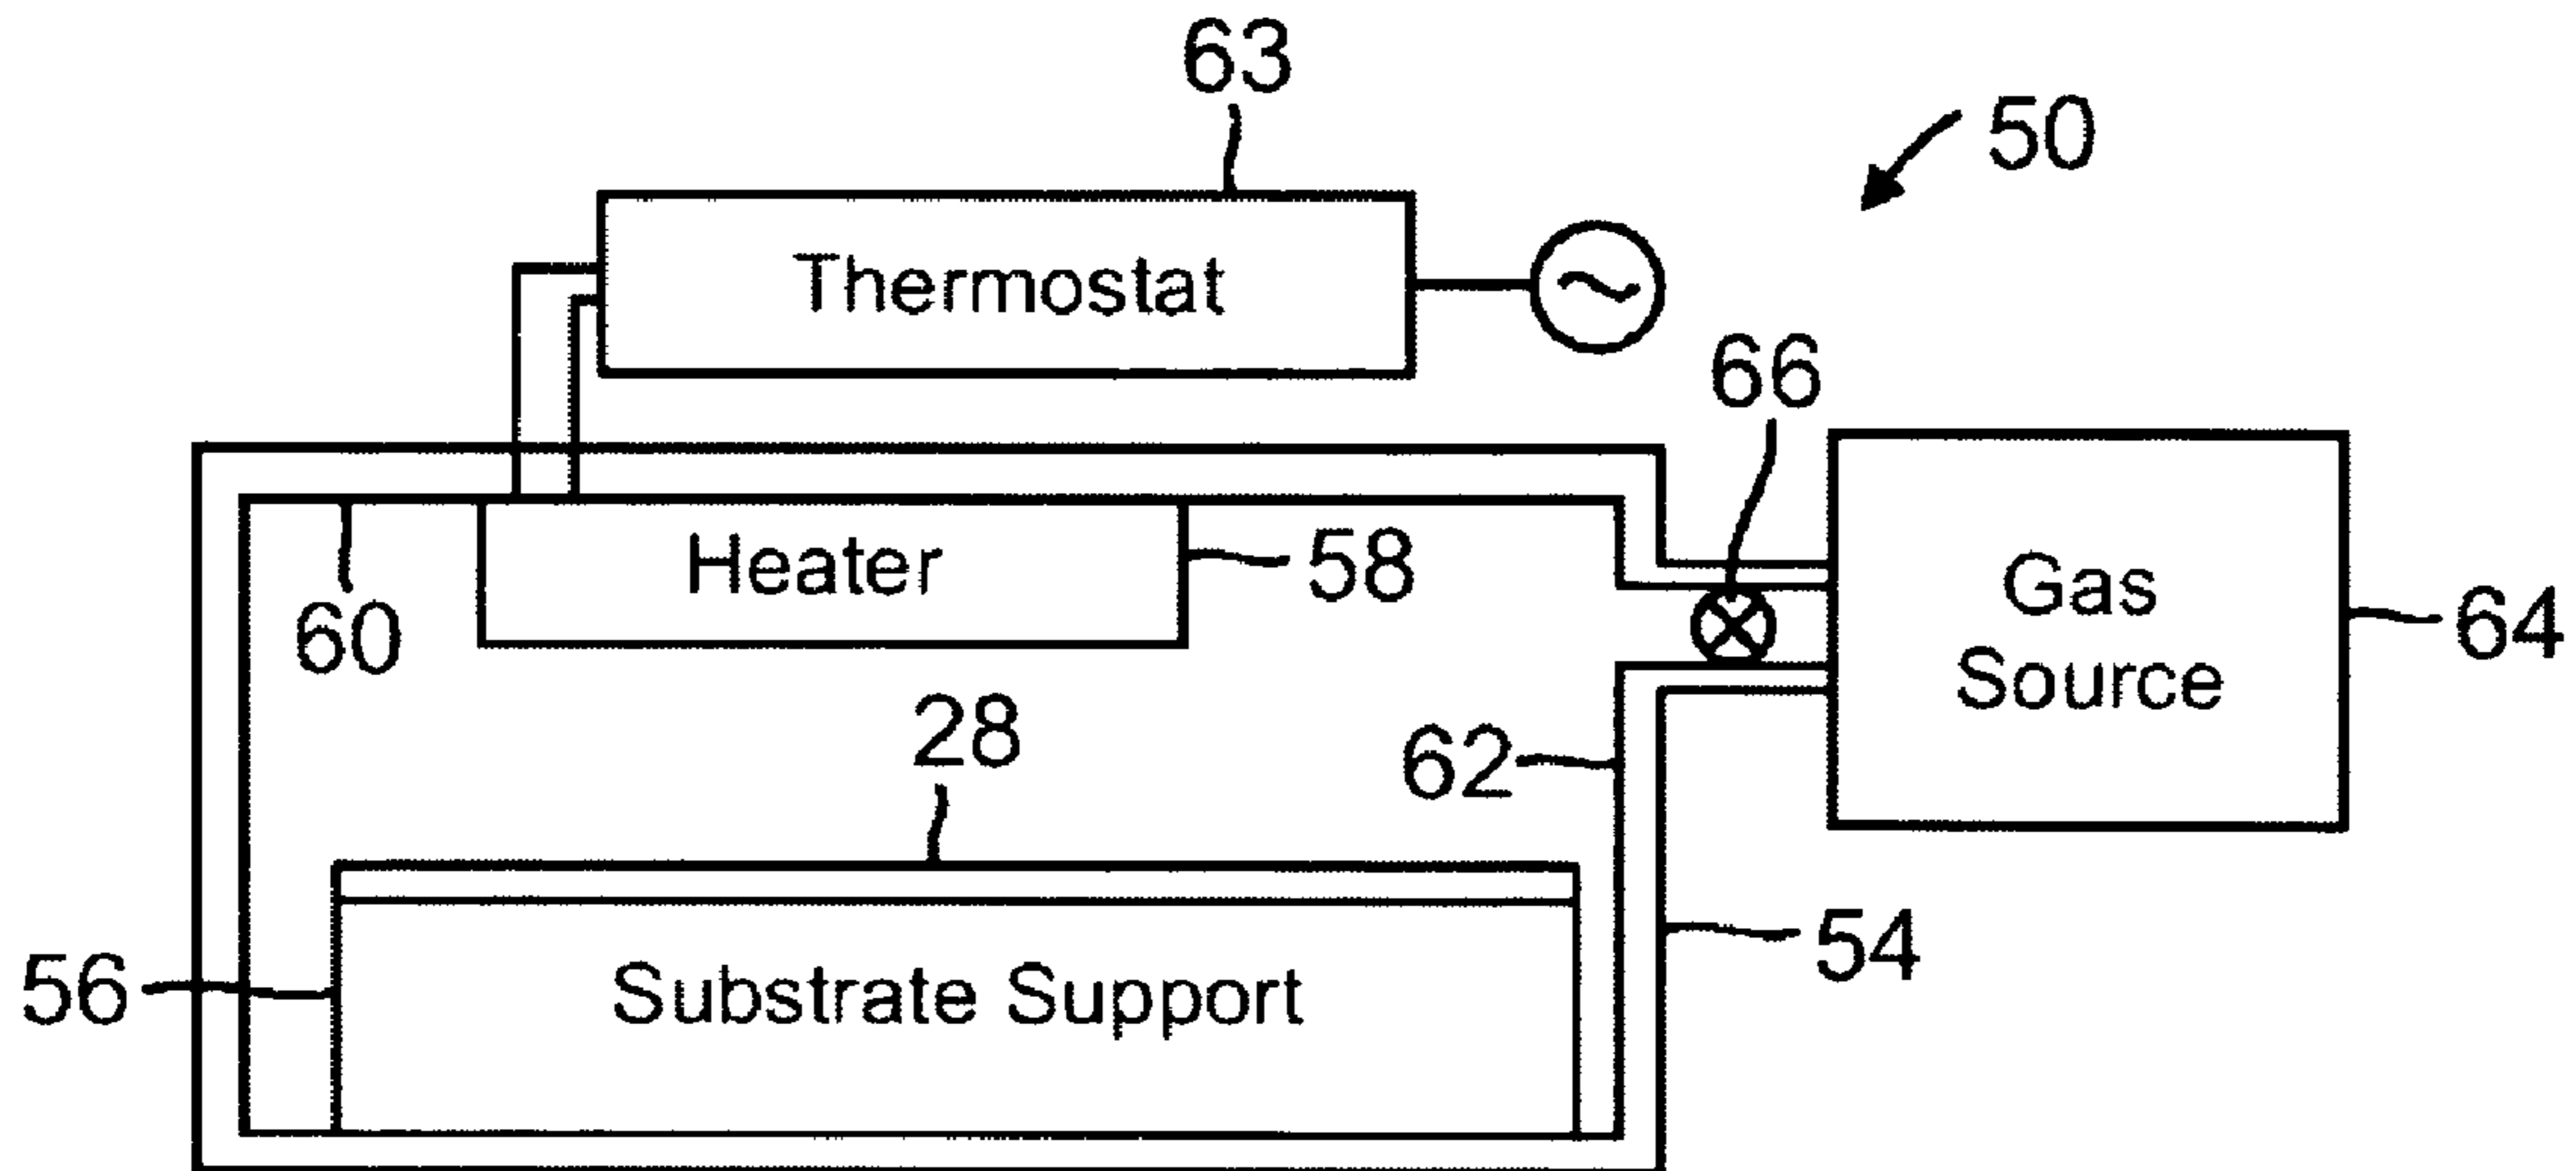 63
50
Thermostat
66
Heater
58
60
Gas
Source
64
28
62
54
56
Substrate Support